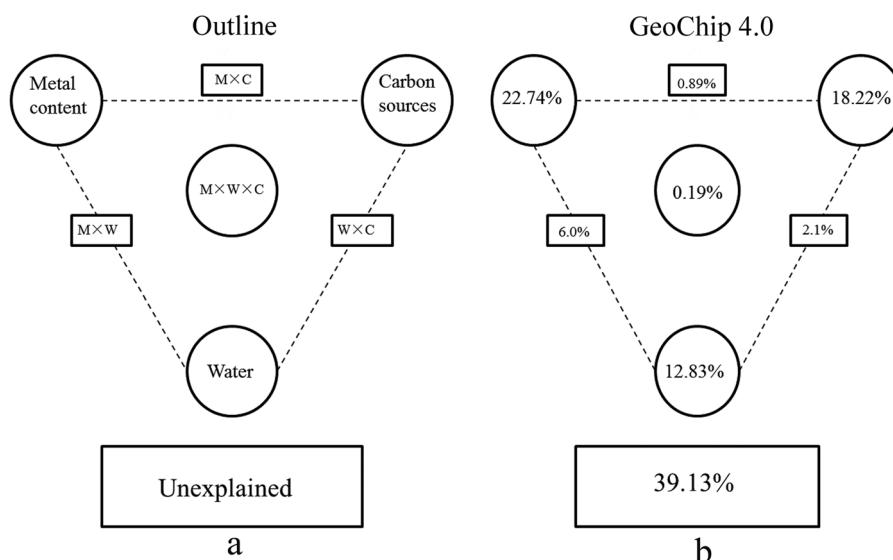 Outline
GeoChip 4.0
Metal
content
M×C
Carbon
sources
22.74%
0.89%
18.22%
M×W×C
0.19%
M×W
W×C
6.0%
2.1%
Water
12.83%
Unexplained
39.13%
a
b